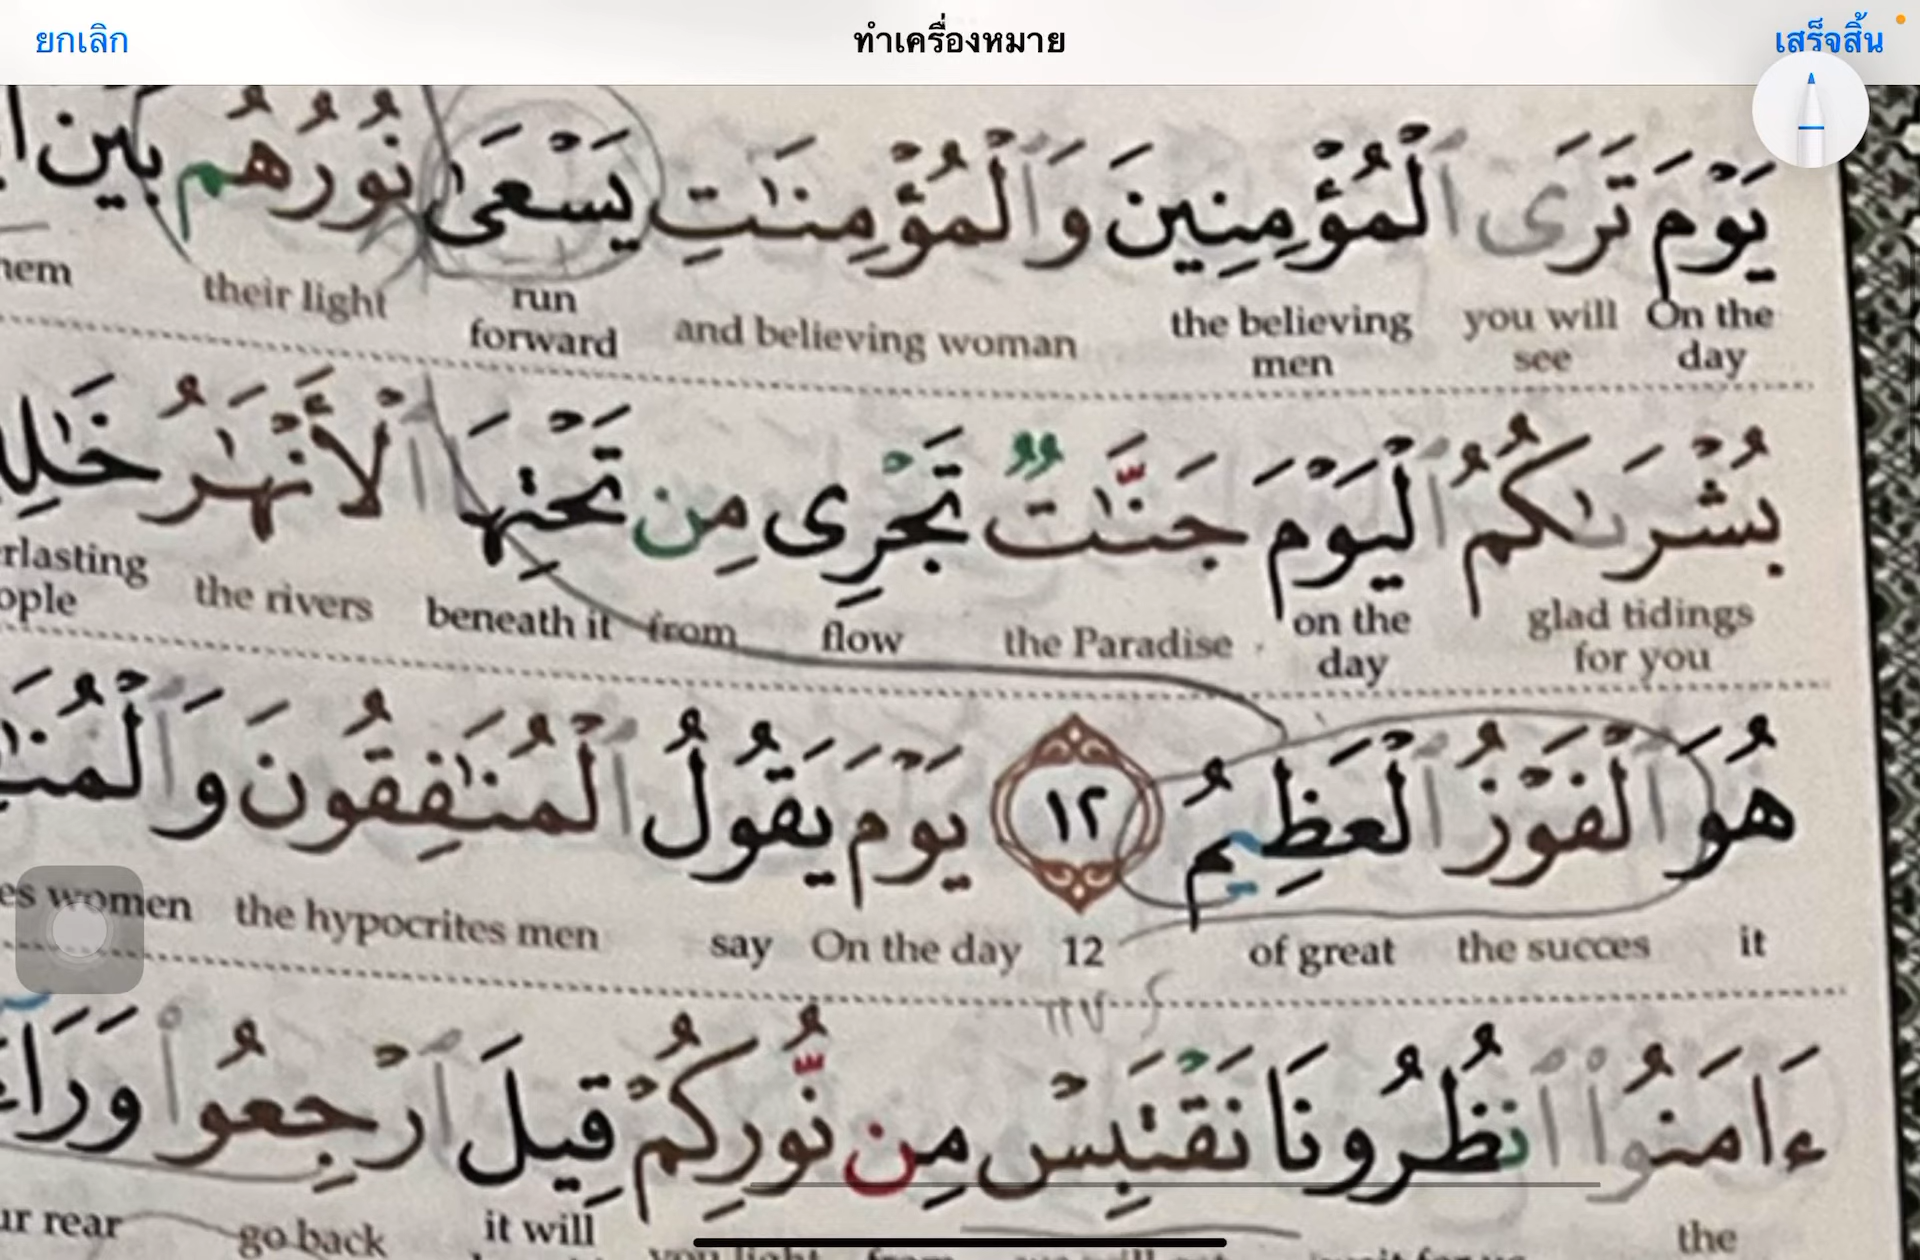 ยกเลิก ทำเครื่องหมาย เสร็จสิ้น
يَوْمَ تَرَى ٱلْمُؤْمِنِينَ وَٱلْمُؤْمِنَٰتِ يَسْعَىٰ نُورُهُم بَيْنَ
On the day you will see the believing men and believing woman run forward their light
بُشْرَىٰكُمُ ٱلْيَوْمَ جَنَّٰتٌ تَجْرِى مِن تَحْتِهَا ٱلْأَنْهَٰرُ
glad tidings for you on the day the Paradise flow from beneath it the rivers
هُوَ ٱلْفَوْزُ ٱلْعَظِيمُ ١٢ يَوْمَ يَقُولُ ٱلْمُنَٰفِقُونَ
it the succes of great 12 On the day say the hypocrites men women
ءَامَنُوا۟ ٱنظُرُونَا نَقْتَبِسْ مِن نُّورِكُمْ قِيلَ ٱرْجِعُوا۟
the it will go back rear